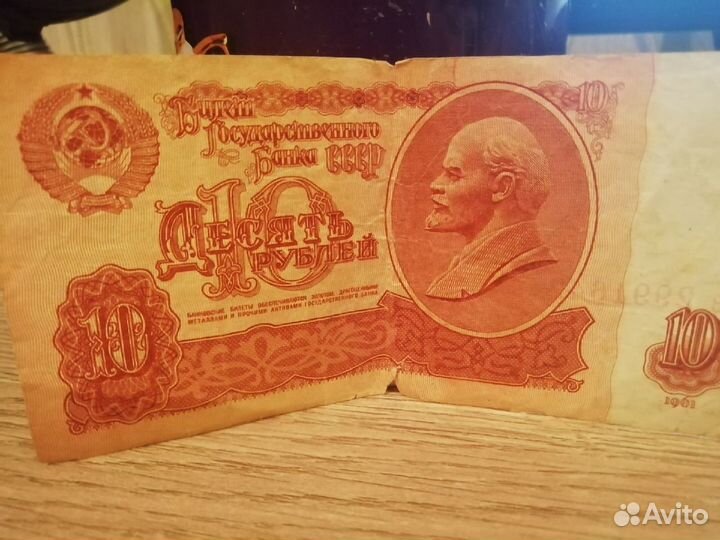 Билет
Государственного
Банка СССР
10
10
Десять
рублей
Банковские билеты обеспечиваются золотом, драгоценными
металлами и прочими активами Государственного банка
10
10
1961
Avito